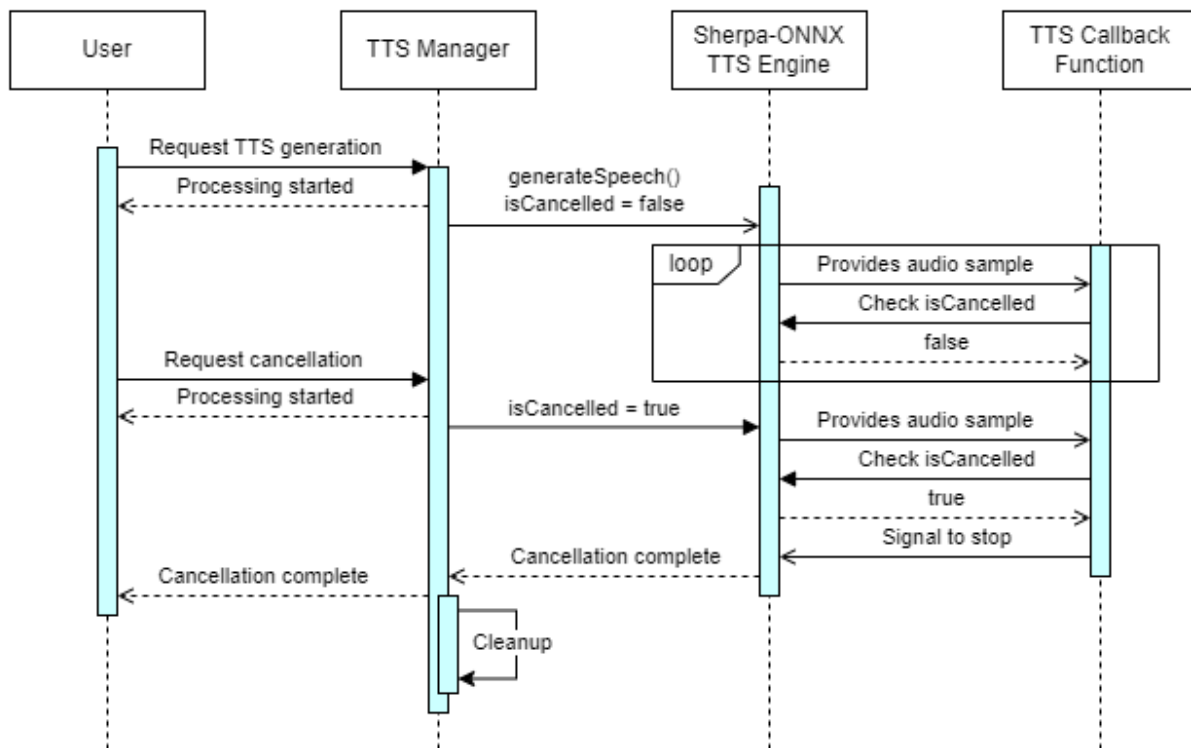 User
TTS Manager
Sherpa-ONNX
TTS Engine
TTS Callback
Function
Request TTS generation
Processing started
generateSpeech()
isCancelled = false
loop
Provides audio sample
Check isCancelled
false
Request cancellation
Processing started
isCancelled = true
Provides audio sample
Check isCancelled
true
Signal to stop
Cancellation complete
Cancellation complete
Cleanup